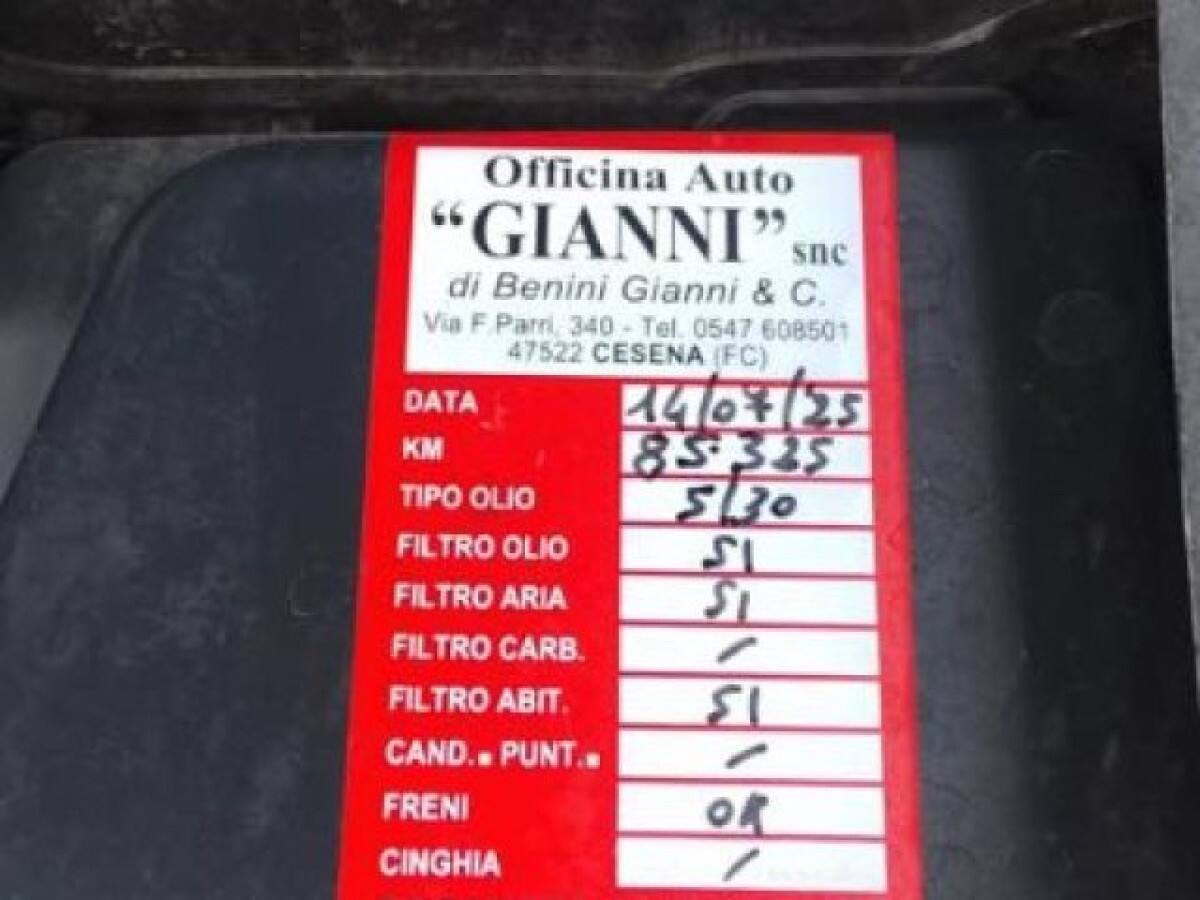 Officina Auto
“GIANNI” snc
di Benini Gianni & C.
Via F.Parri, 340 - Tel. 0547 608501
47522 CESENA (FC)
DATA 14/07/25
KM 85.325
TIPO OLIO 5/30
FILTRO OLIO SI
FILTRO ARIA SI
FILTRO CARB. /
FILTRO ABIT. SI
CAND.▪ PUNT.▪ /
FRENI OK
CINGHIA /